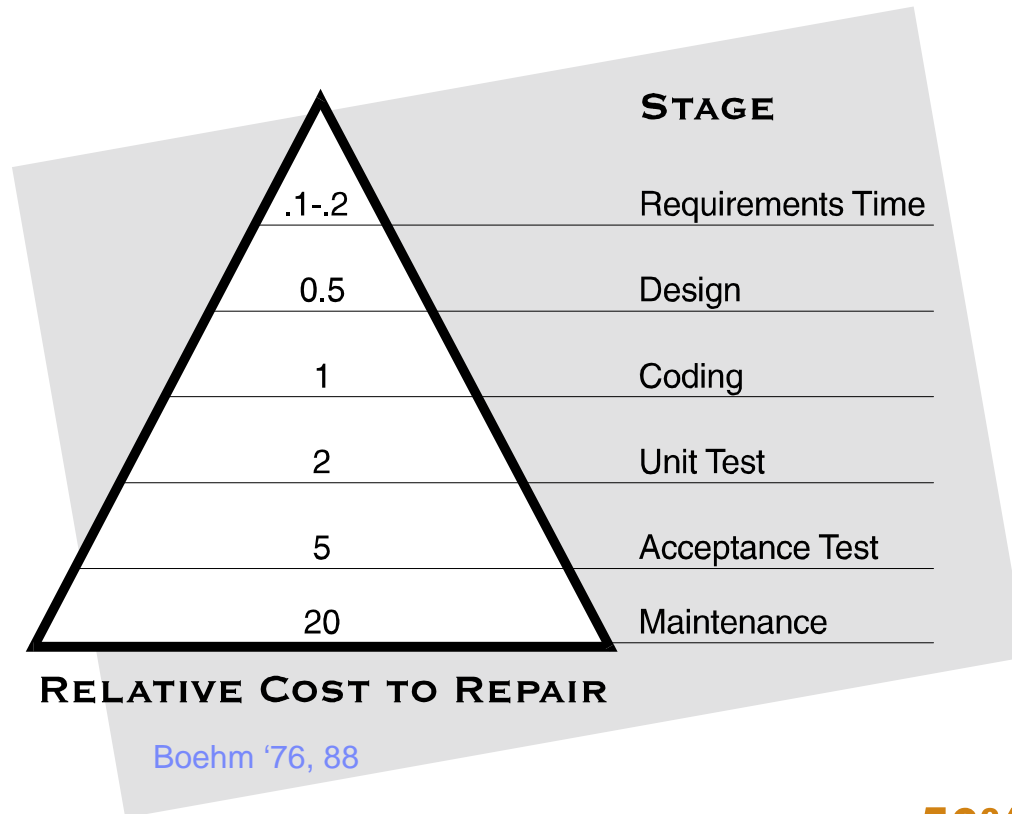 STAGE
.1-.2 Requirements Time
0.5 Design
1 Coding
2 Unit Test
5 Acceptance Test
20 Maintenance
RELATIVE COST TO REPAIR
Boehm ‘76, 88